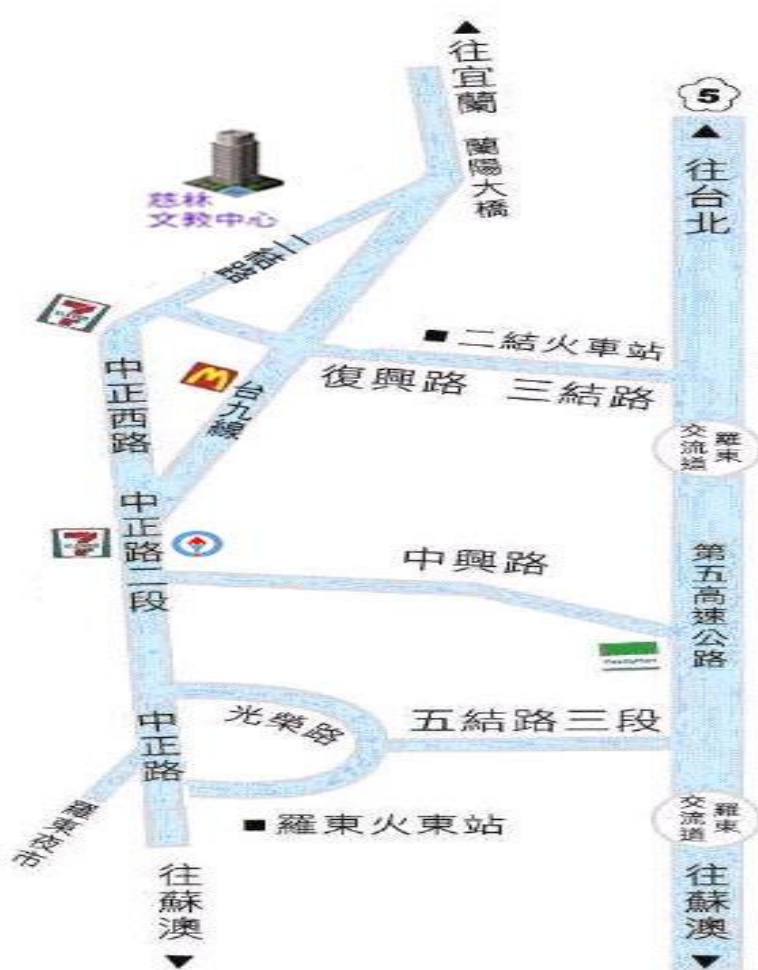 往宜蘭
蘭陽大橋
5
往台北
慈林
文教中心
二結路
7
二結火車站
復興路
三結路
M
台九線
中正西路
羅東
交流道
中正路二段
7
中興路
第五高速公路
FamilyMart
光榮路
五結路三段
中正路
羅東夜市
羅東火東站
羅東
交流道
往蘇澳
往蘇澳